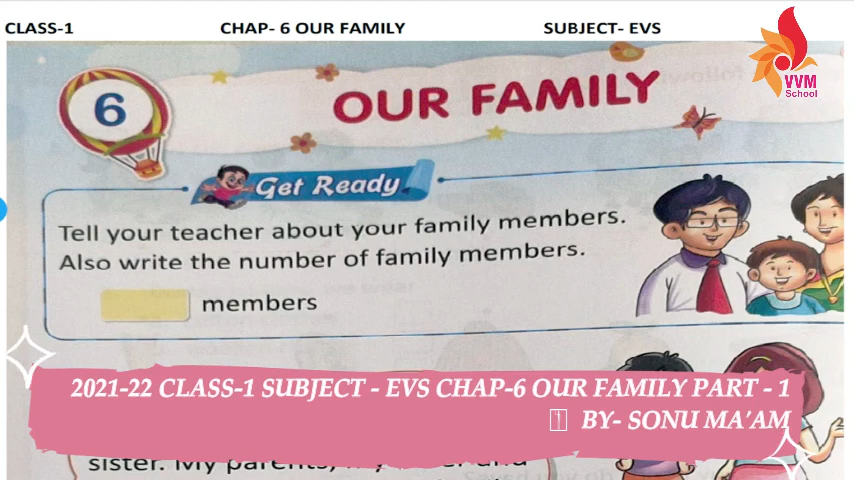 CLASS-1 CHAP- 6 OUR FAMILY SUBJECT- EVS
VVM
School
6
OUR FAMILY
Get Ready
Tell your teacher about your family members.
Also write the number of family members.
members
2021-22 CLASS-1 SUBJECT - EVS CHAP-6 OUR FAMILY PART - 1
BY- SONU MA'AM
sister. My parents,